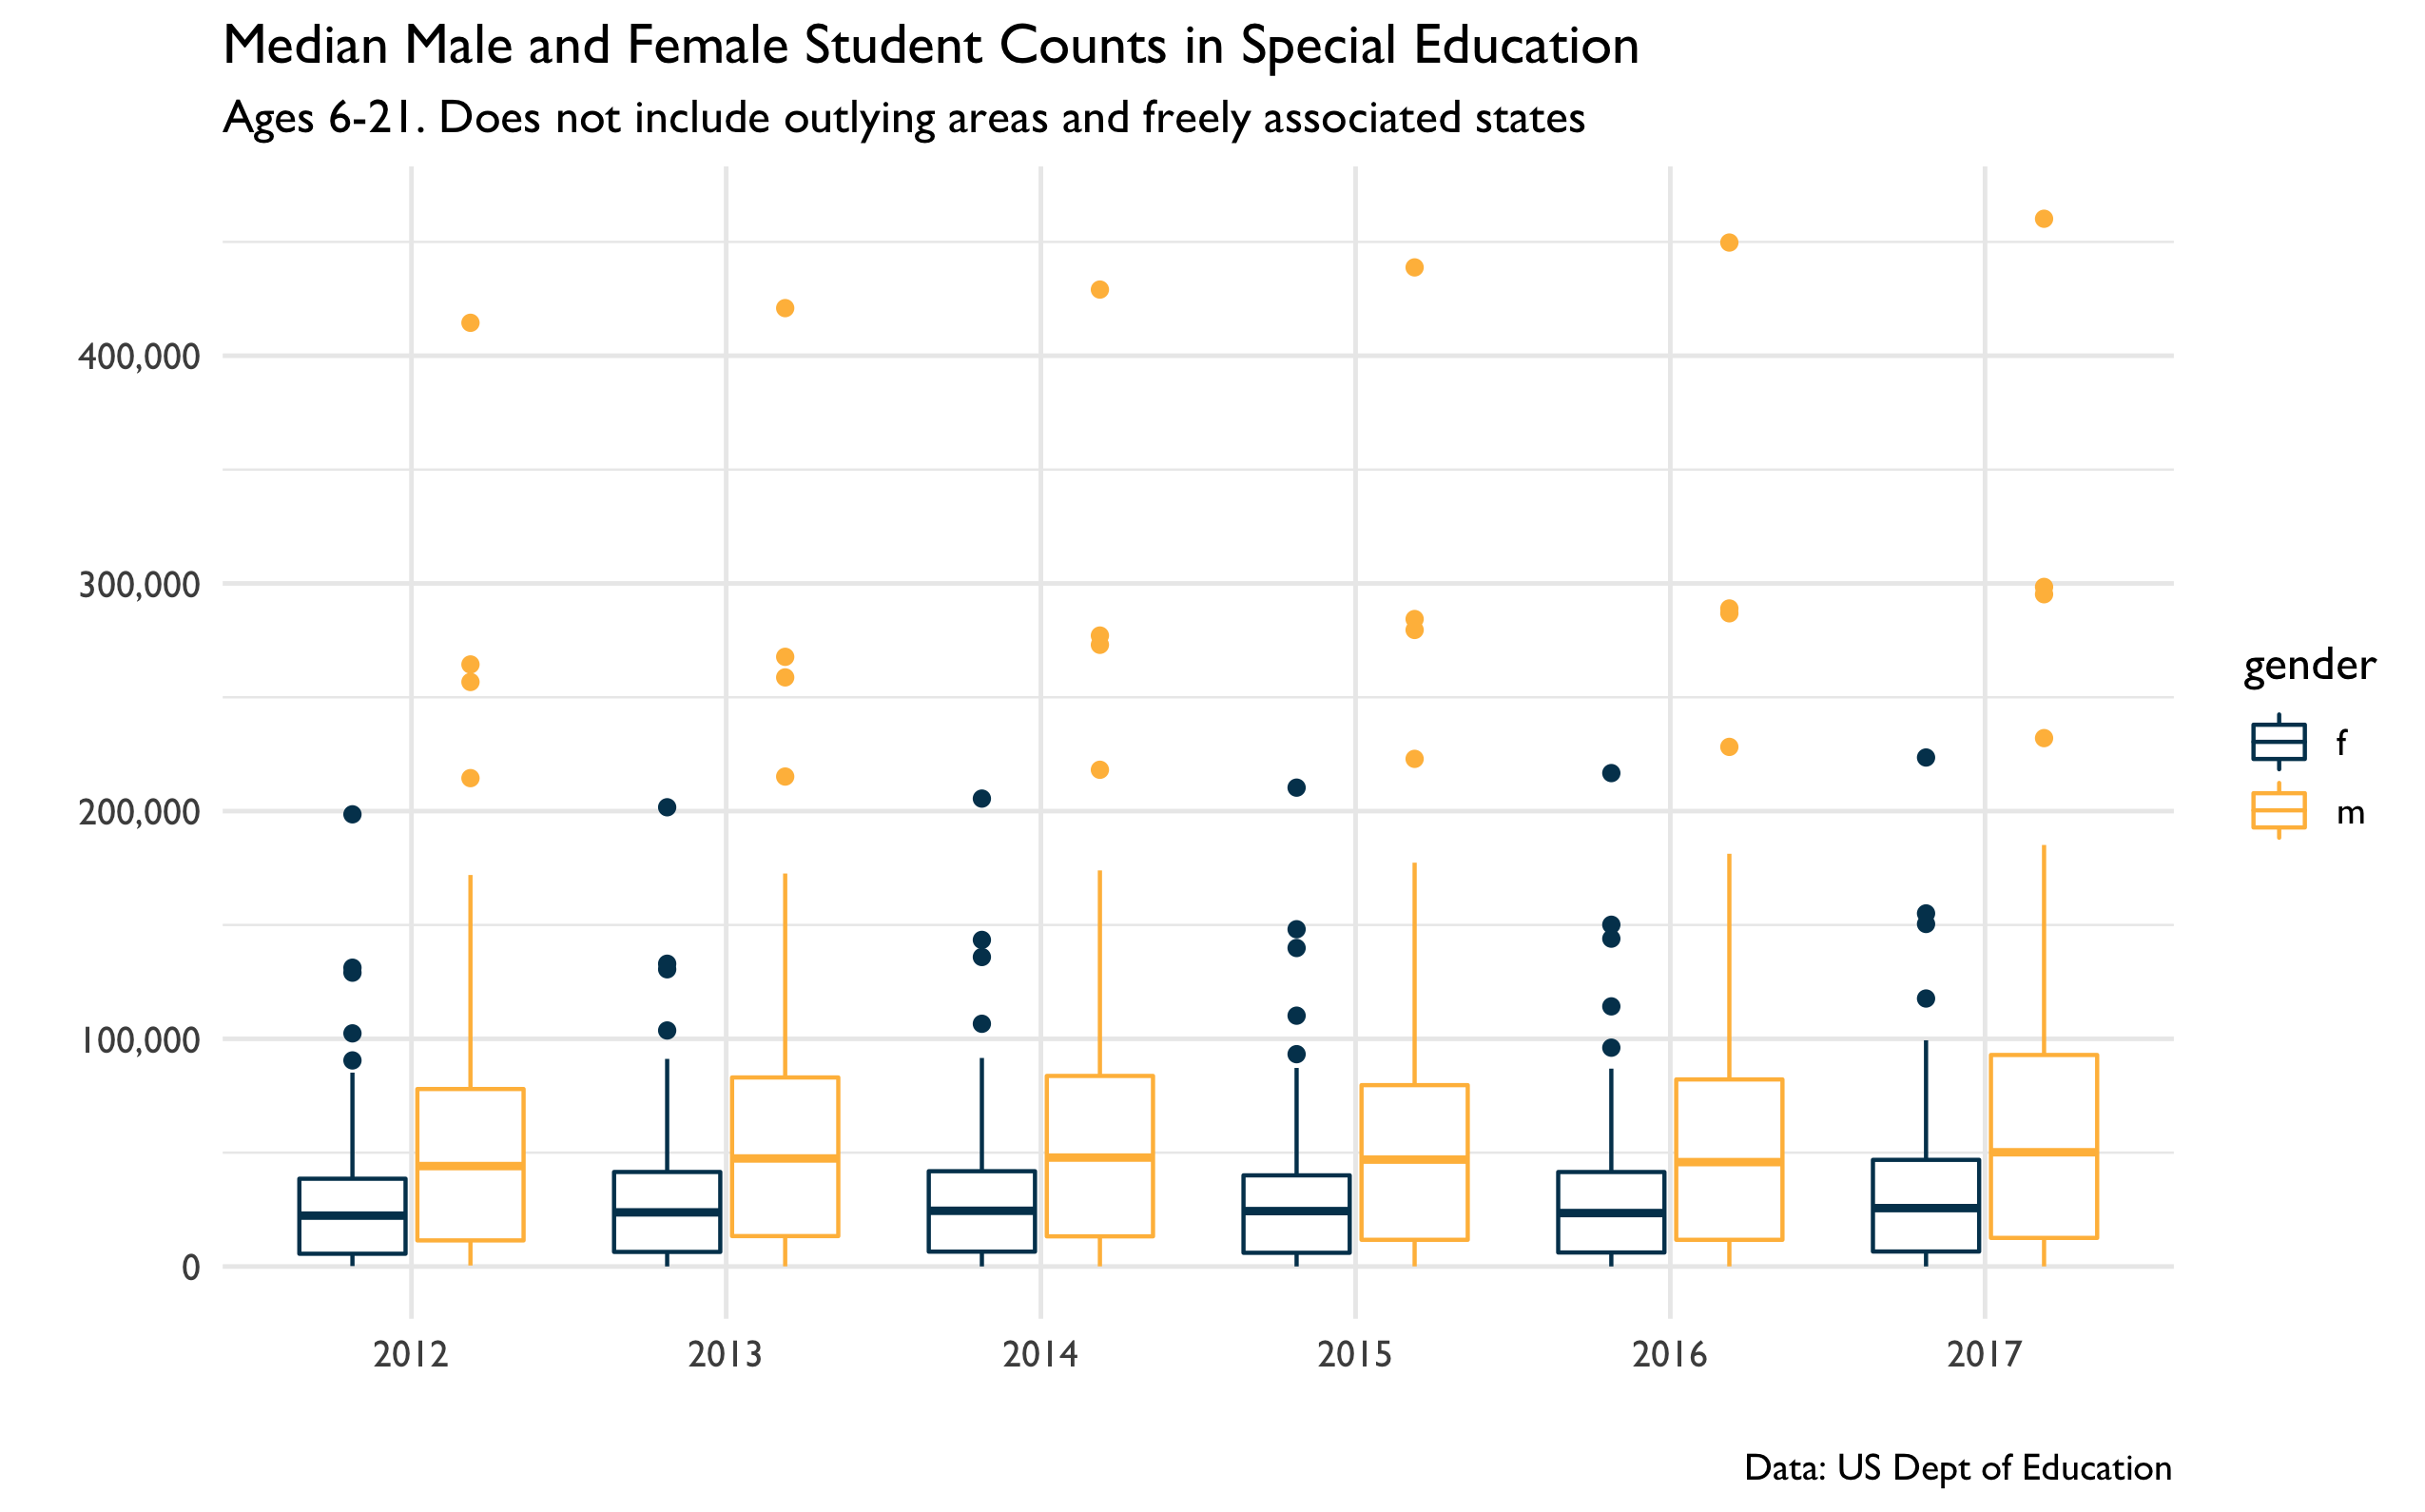 Median Male and Female Student Counts in Special Education
Ages 6-21. Does not include outlying areas and freely associated states
400,000
300,000
200,000
100,000
0
2012 2013 2014 2015 2016 2017
gender
f
m
Data: US Dept of Education